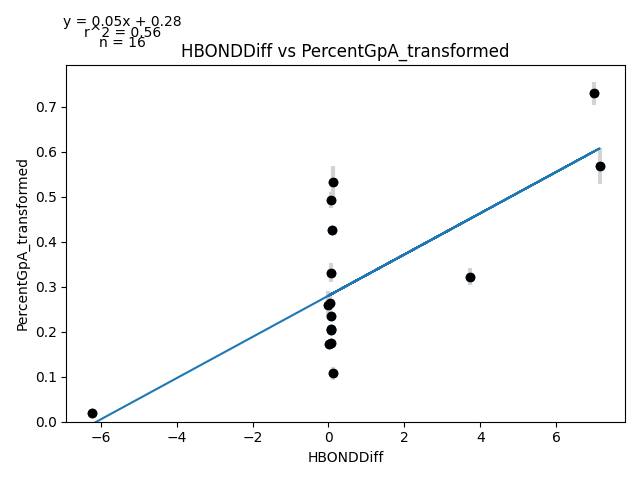 y = 0.05x + 0.28
r^2 = 0.56
n = 16
HBONDDiff vs PercentGpA_transformed
PercentGpA_transformed
0.7
0.6
0.5
0.4
0.3
0.2
0.1
0.0
−6 −4 −2 0 2 4 6
HBONDDiff